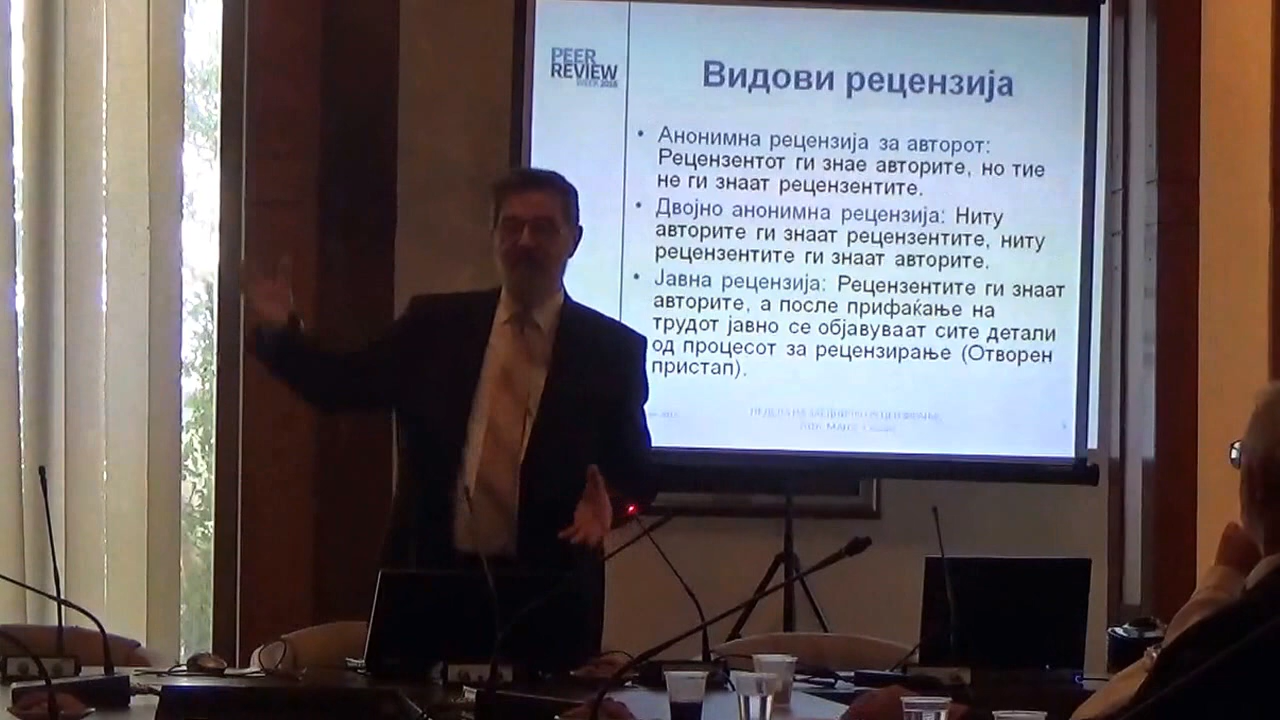 PEER
REVIEW
WEEK 2016
Видови рецензија
• Анонимна рецензија за авторот:
Рецензентот ги знае авторите, но тие
не ги знаат рецензентите.
• Двојно анонимна рецензија: Ниту
авторите ги знаат рецензентите, ниту
рецензентите ги знаат авторите.
• Јавна рецензија: Рецензентите ги знаат
авторите, а после прифаќање на
трудот јавно се објавуваат сите детали
од процесот за рецензирање (Отворен
пристап).